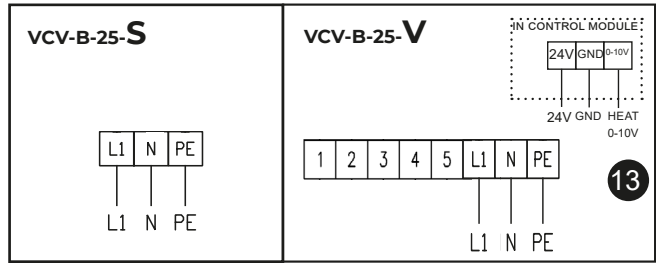 VCV-B-25-S
L1 N PE
L1 N PE
VCV-B-25-V
IN CONTROL MODULE
24V GND 0-10V
24V GND HEAT
0-10V
1 2 3 4 5 L1 N PE
L1 N PE
13